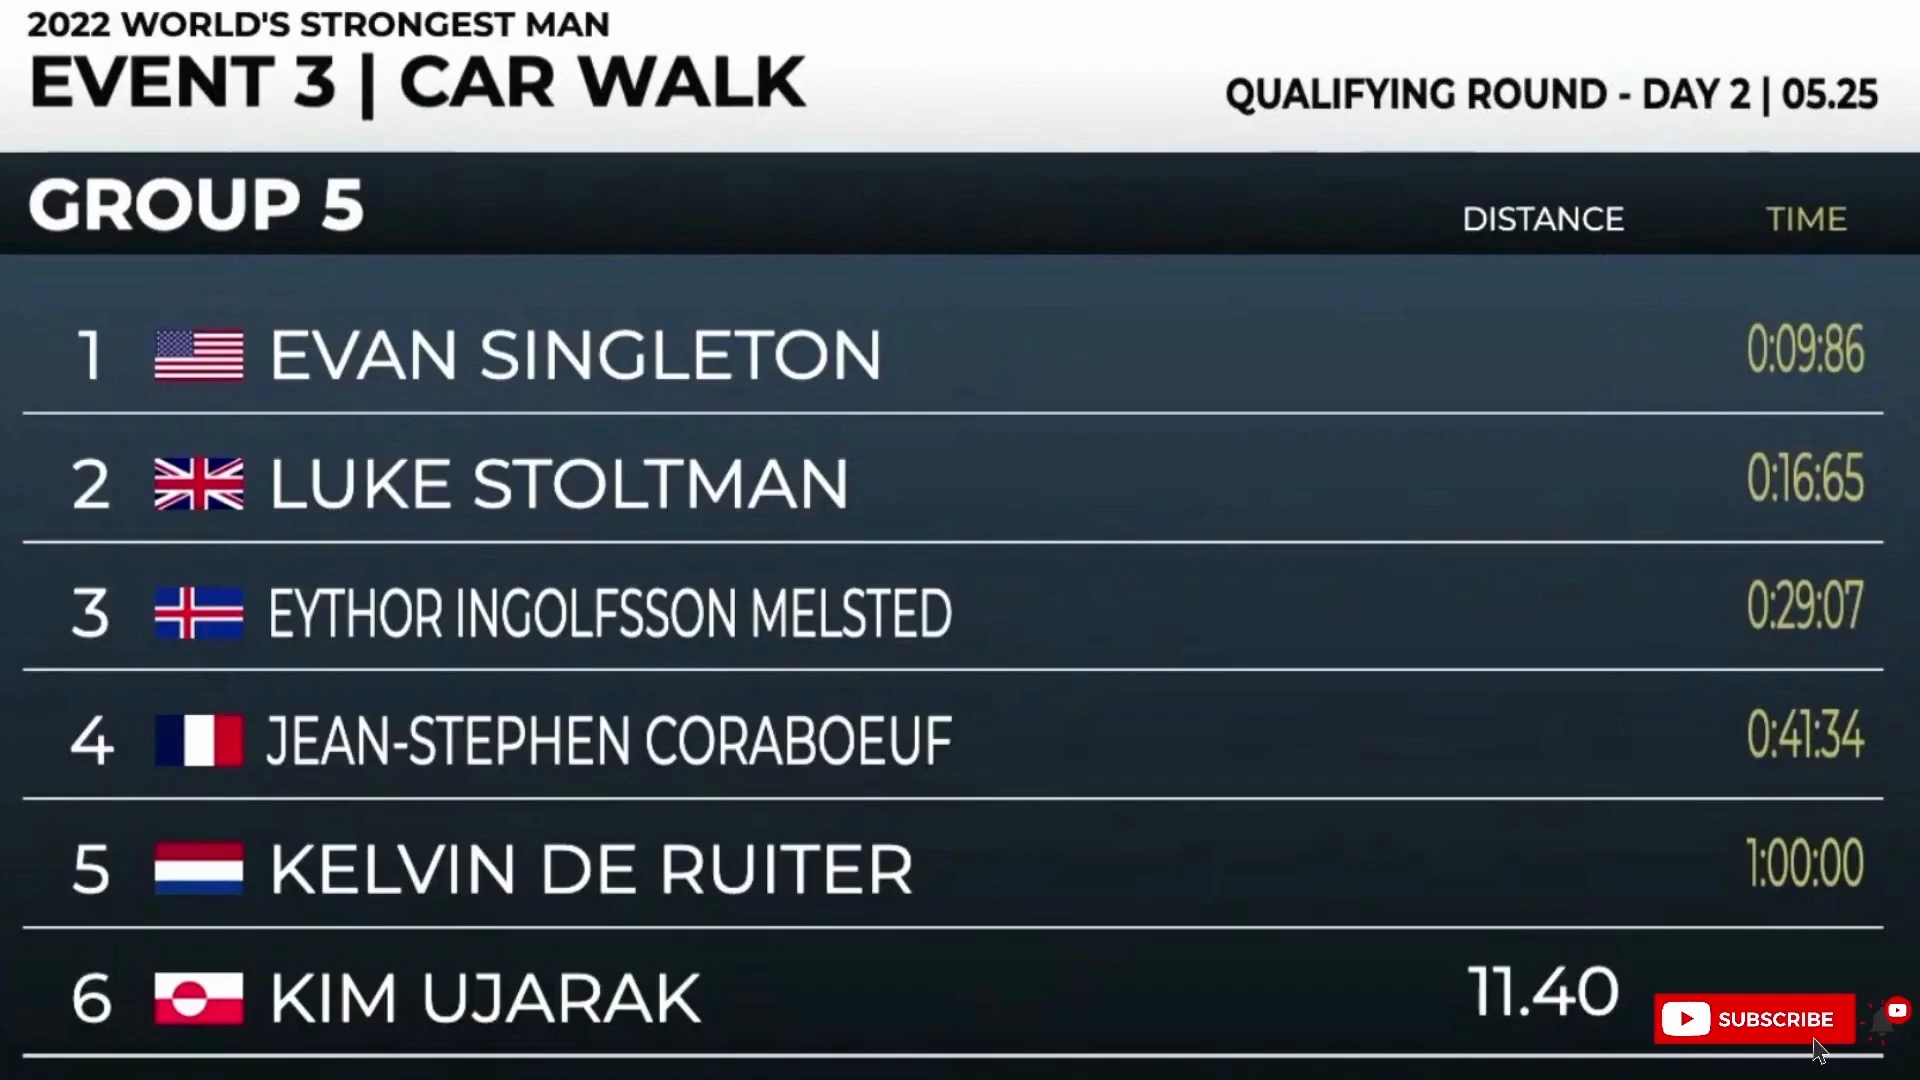 2022 WORLD'S STRONGEST MAN
EVENT 3 | CAR WALK
QUALIFYING ROUND - DAY 2 | 05.25
GROUP 5 DISTANCE TIME
1 EVAN SINGLETON 0:09:86
2 LUKE STOLTMAN 0:16:65
3 EYTHOR INGOLFSSON MELSTED 0:29:07
4 JEAN-STEPHEN CORABOEUF 0:41:34
5 KELVIN DE RUITER 1:00:00
6 KIM UJARAK 11.40
SUBSCRIBE